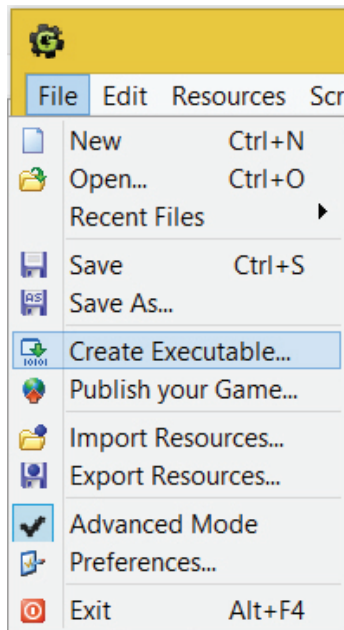 File Edit Resources Scr
New Ctrl+N
Open... Ctrl+O
Recent Files
Save Ctrl+S
Save As...
Create Executable...
Publish your Game...
Import Resources...
Export Resources...
Advanced Mode
Preferences...
Exit Alt+F4